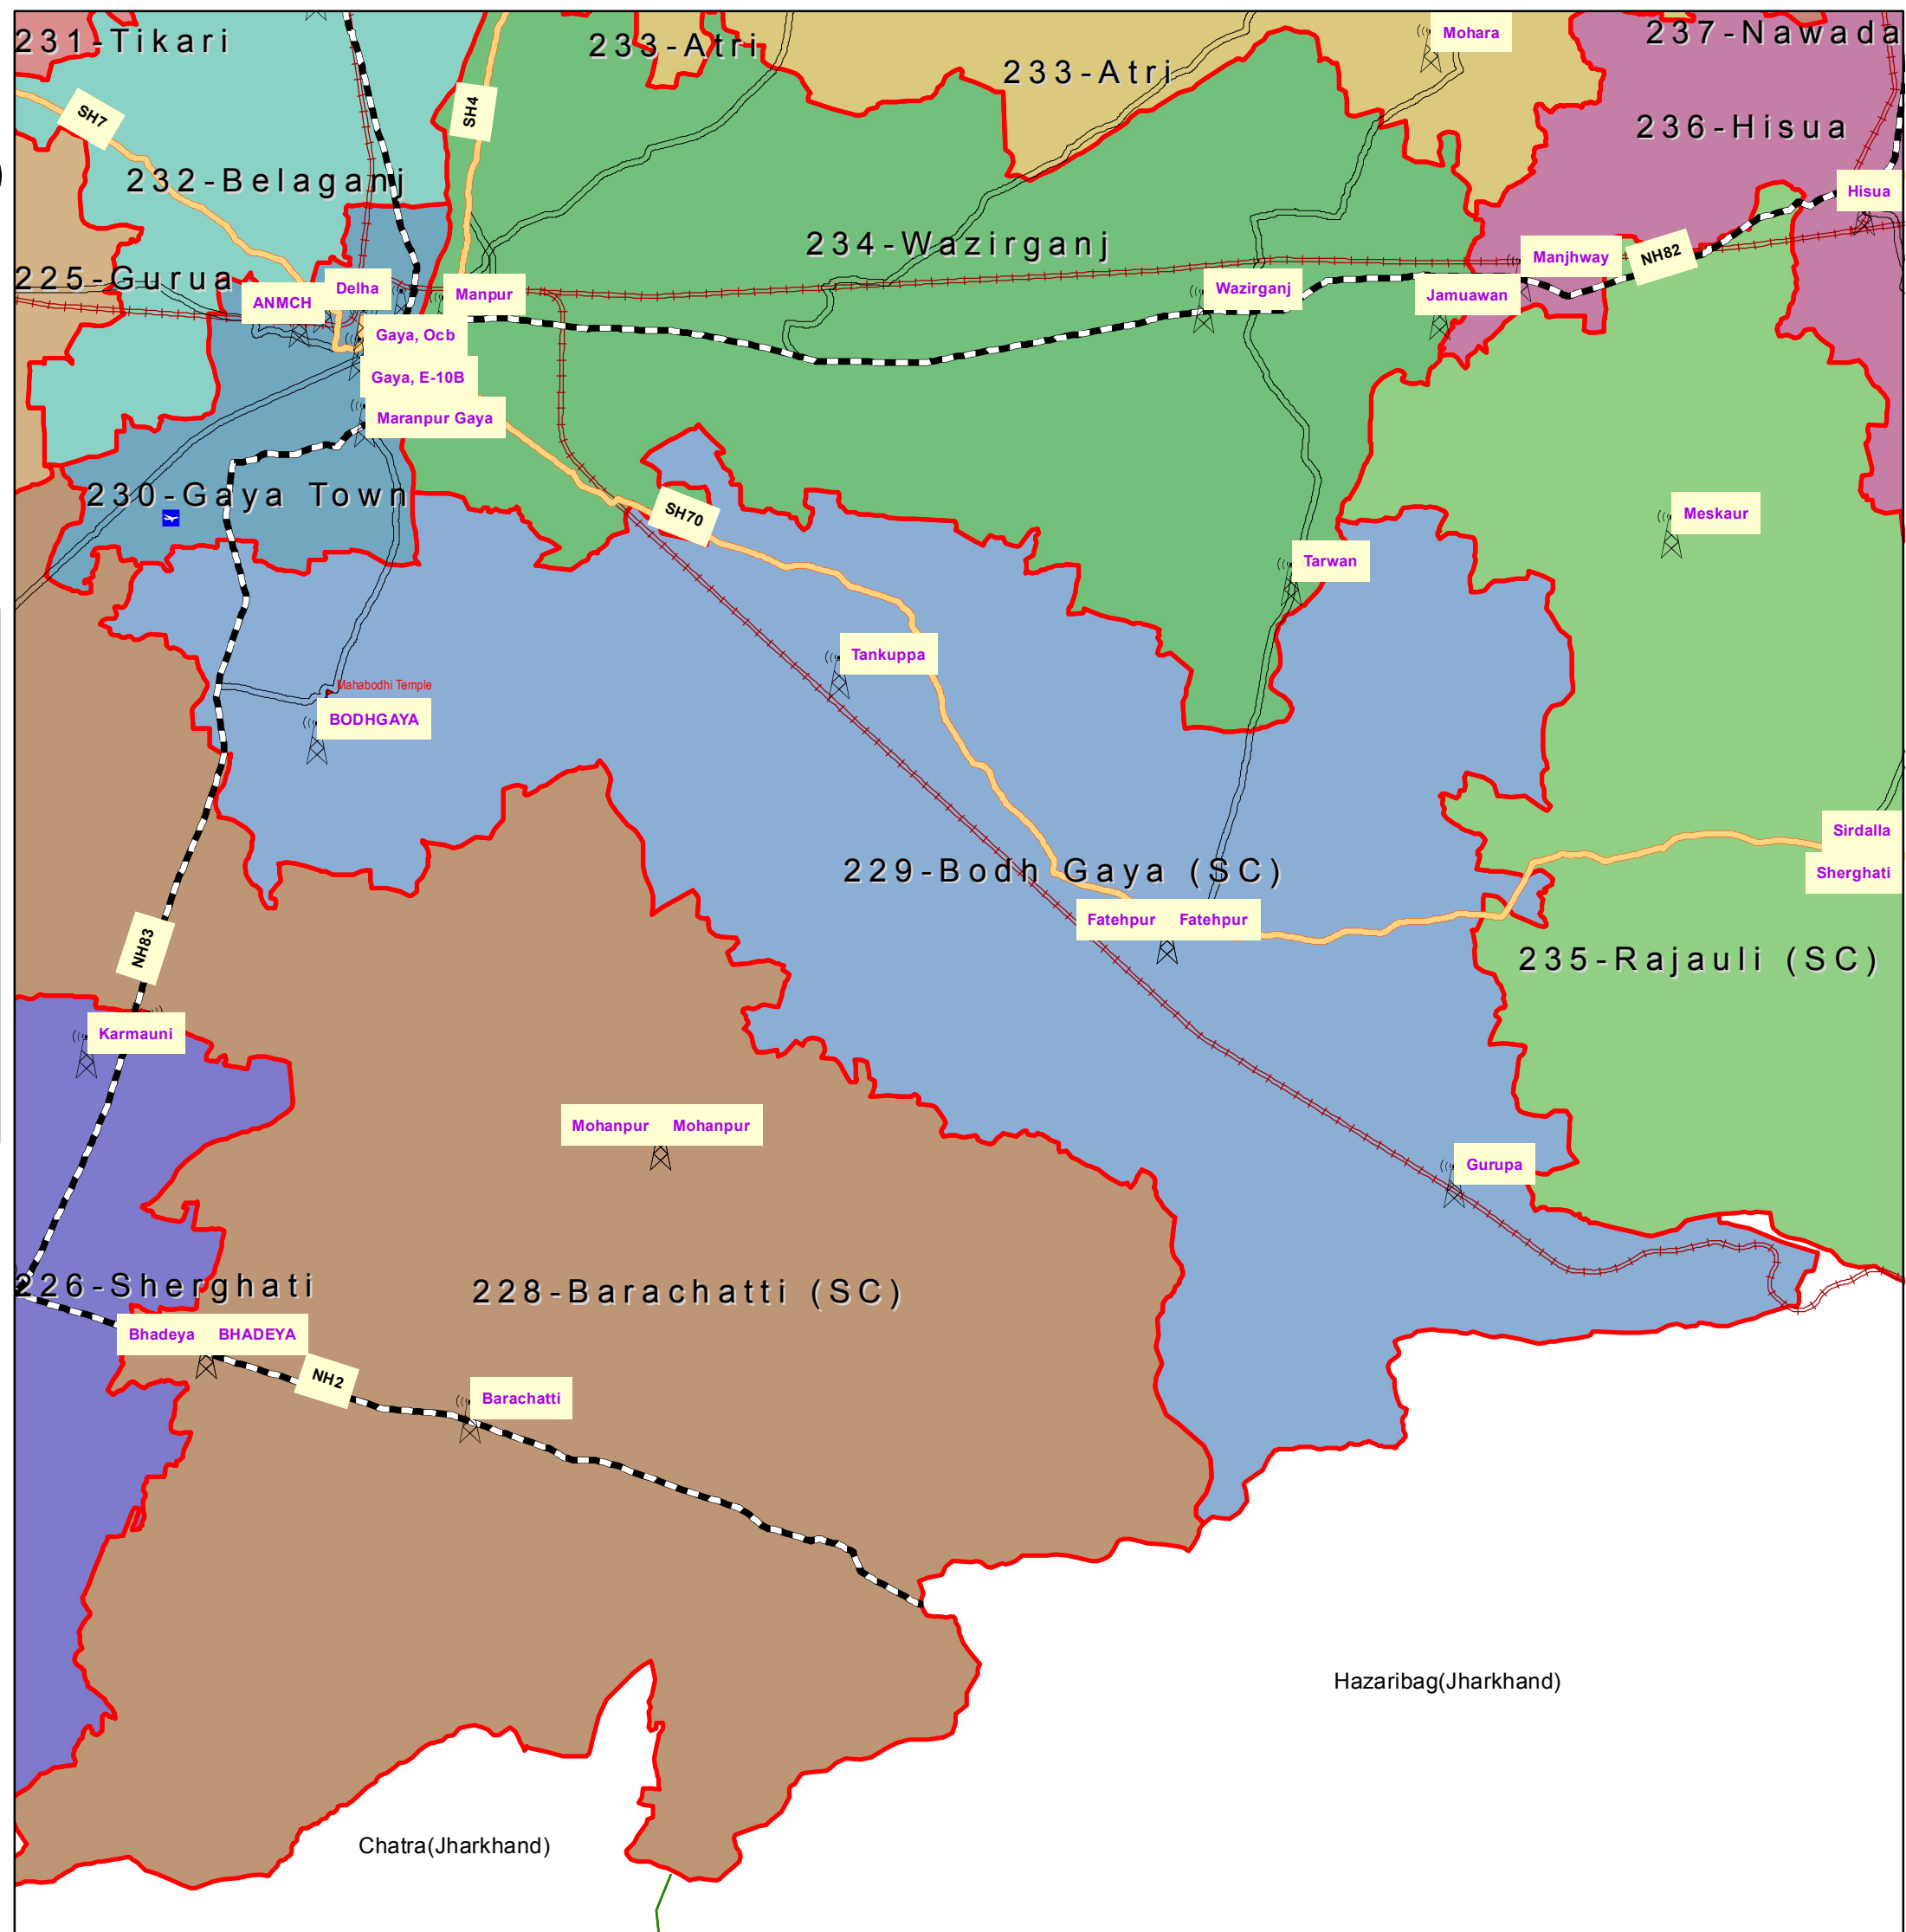 231-Tikari
233-Atri
233-Atri
Mohara
237-Nawada
SH7
SH4
236-Hisua
232-Belaganj
Hisua
234-Wazirganj
Manjhway
NH82
225-Gurua
ANMCH
Delha
Manpur
Wazirganj
Jamuawan
Gaya, Ocb
Gaya, E-10B
Maranpur Gaya
230-Gaya Town
SH70
Meskaur
Tarwan
Tankuppa
Mahabodhi Temple
BODHGAYA
Sirdalla
229-Bodh Gaya (SC)
Sherghati
Fatehpur Fatehpur
NH83
235-Rajauli (SC)
Karmauni
Mohanpur Mohanpur
Gurupa
226-Sherghati
228-Barachatti (SC)
Bhadeya BHADEYA
NH2
Barachatti
Hazaribag(Jharkhand)
Chatra(Jharkhand)